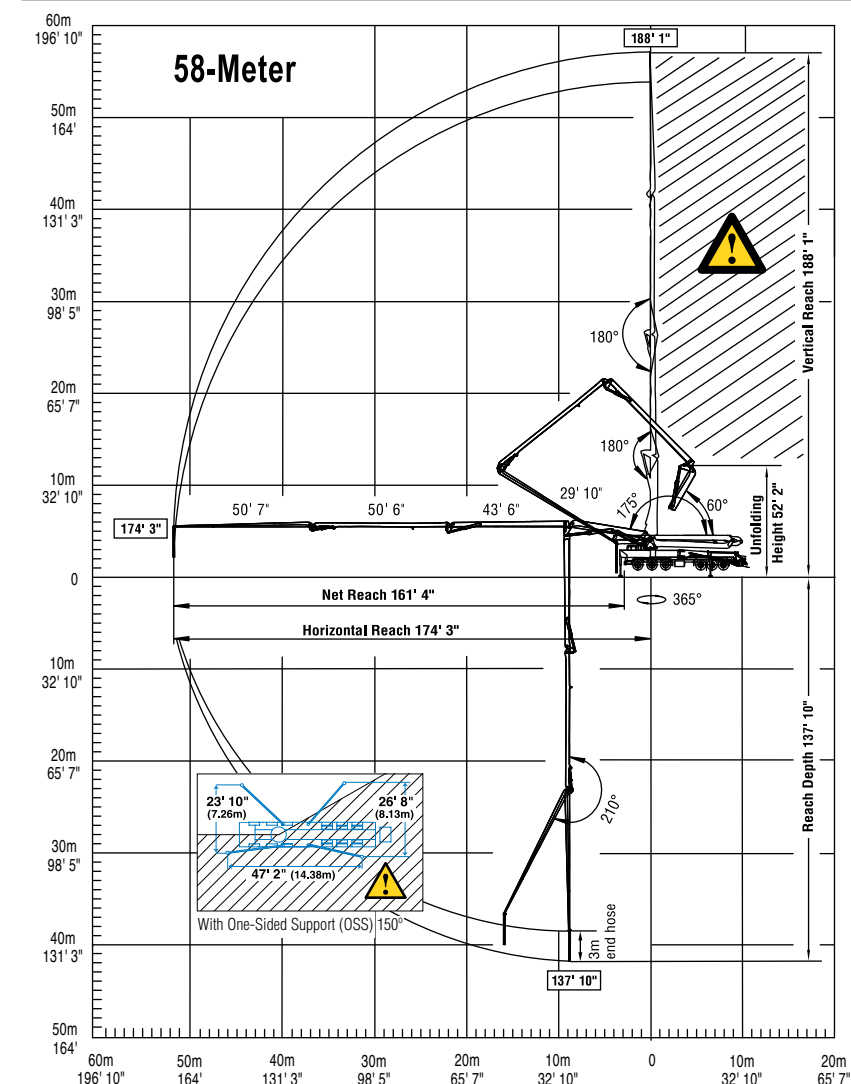 60m
196' 10"
58-Meter
188' 1"
50m
164'
40m
131' 3"
Vertical Reach 188' 1"
30m
98' 5"
180°
20m
65' 7"
180°
10m
32' 10"
50' 7"
50' 6"
43' 6"
29' 10"
175°
60°
Unfolding
Height 52' 2"
174' 3"
0
Net Reach 161' 4"
365°
Horizontal Reach 174' 3"
10m
32' 10"
Reach Depth 137' 10"
20m
65' 7"
23' 10"
(7.26m)
26' 8"
(8.13m)
210°
30m
98' 5"
47' 2" (14.38m)
With One-Sided Support (OSS) 150°
40m
131' 3"
3m
end hose
137' 10"
50m
164'
60m
196' 10"
50m
164'
40m
131' 3"
30m
98' 5"
20m
65' 7"
10m
32' 10"
0
10m
32' 10"
20m
65' 7"